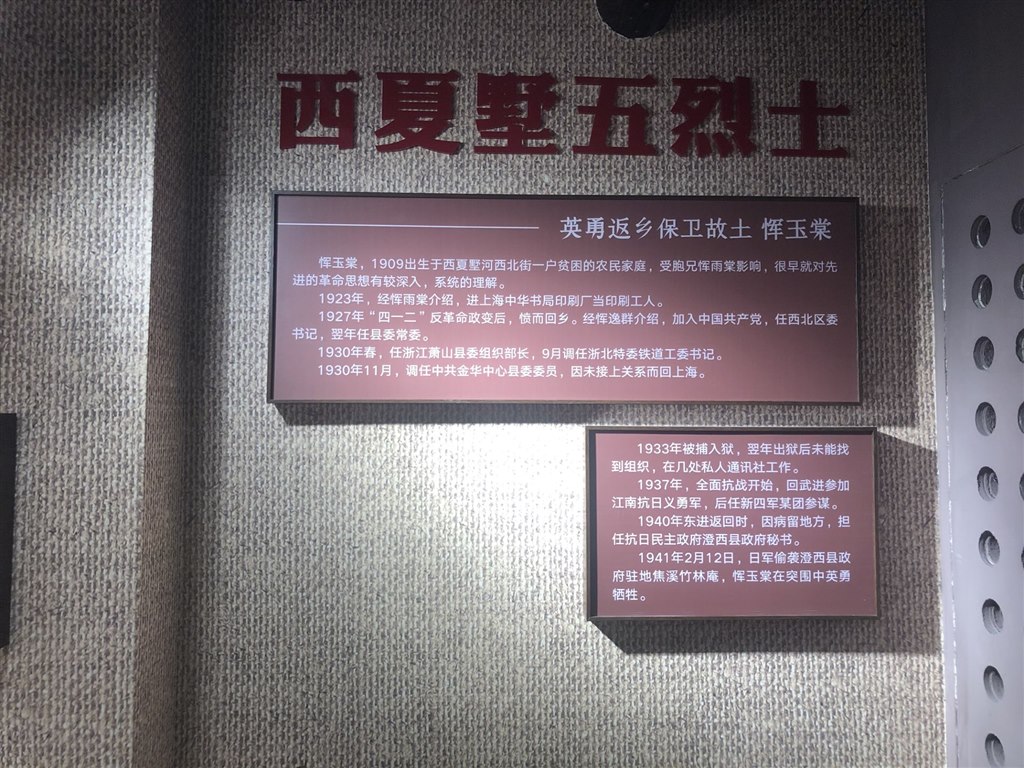 西夏墅五烈士
英勇返乡保卫故土 恽玉棠
恽玉棠，1909出生于西夏墅河西北街一户贫困的农民家庭，受胞兄恽雨棠影响，很早就对先
进的革命思想有较深入，系统的理解。
1923年，经恽雨棠介绍，进上海中华书局印刷厂当印刷工人。
1927年“四一二”反革命政变后，愤而回乡。经恽逸群介绍，加入中国共产党，任西北区委
书记，翌年任县委常委。
1930年春，任浙江萧山县委组织部长，9月调任浙北特委铁道工委书记。
1930年11月，调任中共金华中心县委委员，因未接上关系而回上海。
1933年被捕入狱，翌年出狱后未能找
到组织，在几处私人通讯社工作。
1937年，全面抗战开始，回武进参加
江南抗日义勇军，后任新四军某团参谋。
1940年东进返回时，因病留地方，担
任抗日民主政府澄西县政府秘书。
1941年2月12日，日军偷袭澄西县政
府驻地焦溪竹林庵，恽玉棠在突围中英勇
牺牲。